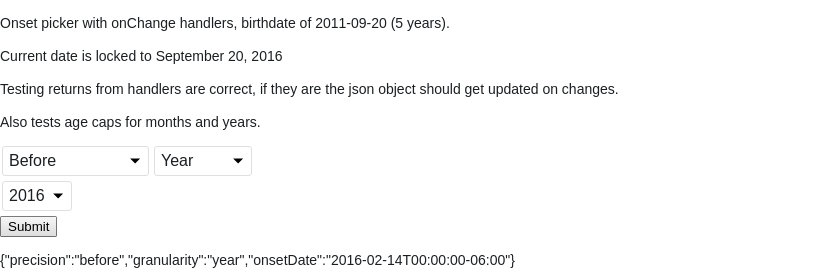 Onset picker with onChange handlers, birthdate of 2011-09-20 (5 years).
Current date is locked to September 20, 2016
Testing returns from handlers are correct, if they are the json object should get updated on changes.
Also tests age caps for months and years.
Before Year
2016
Submit
{"precision":"before","granularity":"year","onsetDate":"2016-02-14T00:00:00-06:00"}